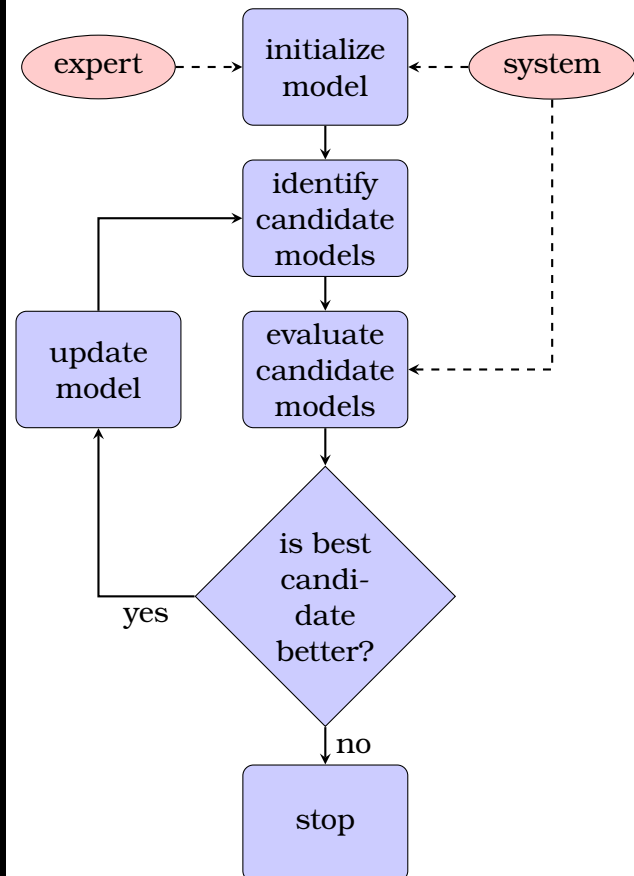 expert
initialize
model
system
identify
candidate
models
update
model
evaluate
candidate
models
is best
candi-
date
better?
yes
no
stop